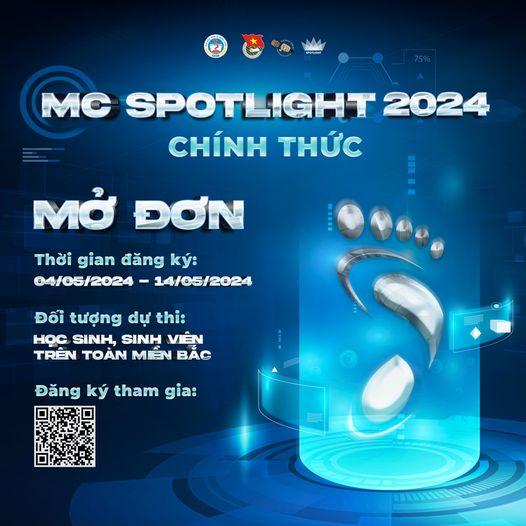 SPOTLIGHT
75%
MC SPOTLIGHT 2024
CHÍNH THỨC
MỞ ĐƠN
Thời gian đăng ký:
04/05/2024 - 14/05/2024
Đối tượng dự thi:
HỌC SINH, SINH VIÊN
TRÊN TOÀN MIỀN BẮC
Đăng ký tham gia: